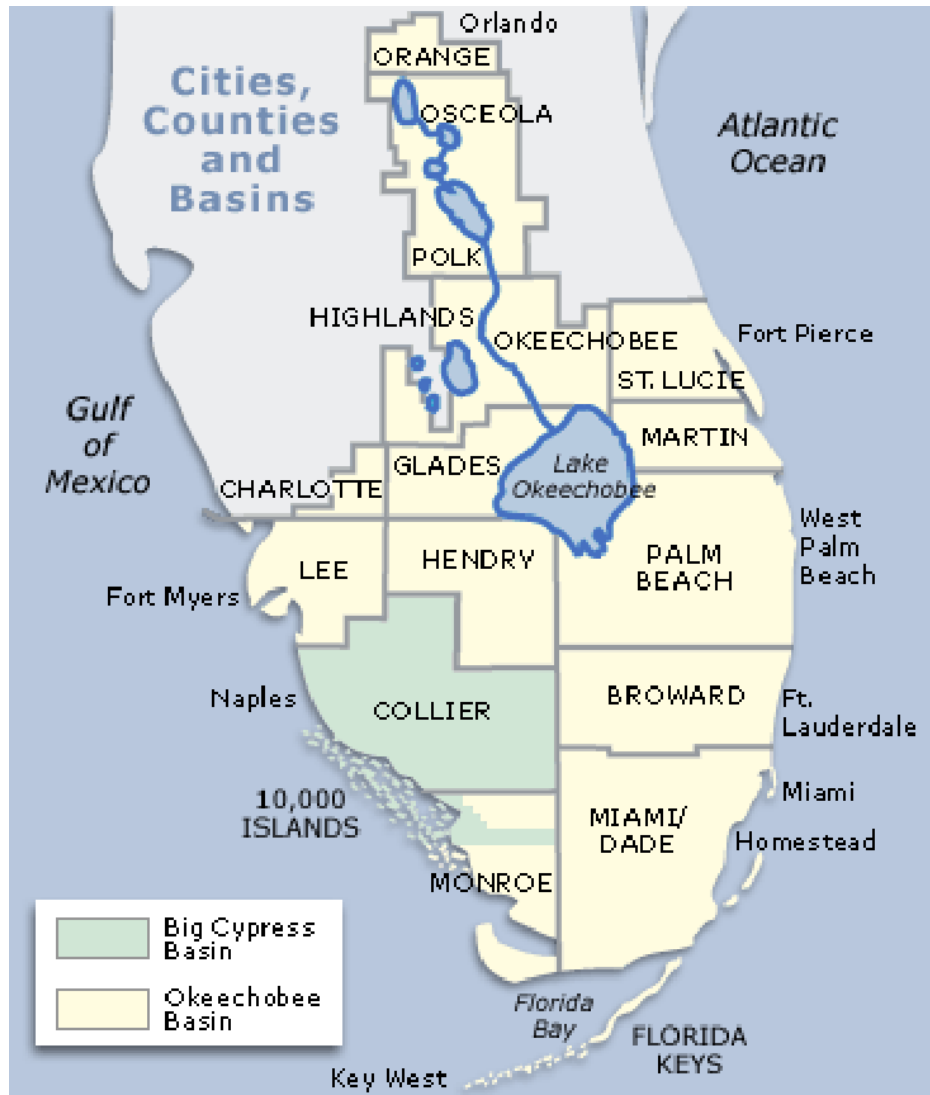 Orlando
ORANGE
Cities,
Counties
and
Basins
OSCEOLA
Atlantic
Ocean
POLK
HIGHLANDS
OKEECHOBEE
Fort Pierce
ST. LUCIE
Gulf
of
Mexico
MARTIN
GLADES
Lake
Okeechobee
CHARLOTTE
West
Palm
Beach
PALM
BEACH
HENDRY
LEE
Fort Myers
Naples
COLLIER
BROWARD
Ft.
Lauderdale
10,000
ISLANDS
Miami
MIAMI/
DADE
Homestead
MONROE
Big Cypress
Basin
Okeechobee
Basin
Florida
Bay
FLORIDA
KEYS
Key West